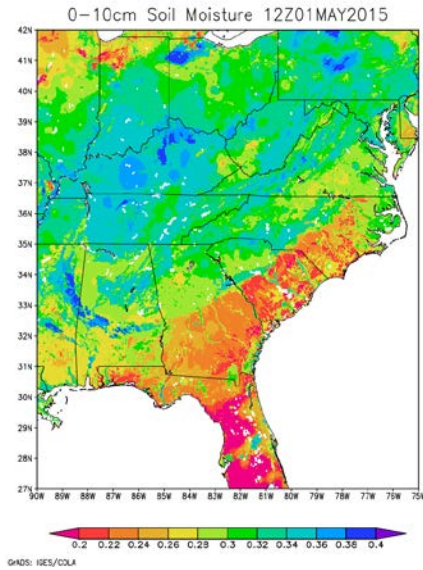 0-10cm Soil Moisture 12Z01MAY2015
42N
41N
40N
39N
38N
37N
36N
35N
34N
33N
32N
31N
30N
29N
28N
27N
90W 89W 88W 87W 86W 85W 84W 83W 82W 81W 80W 79W 78W 77W 76W 75W
0.2 0.22 0.24 0.26 0.28 0.3 0.32 0.34 0.36 0.38 0.4
GrADS: IGES/COLA